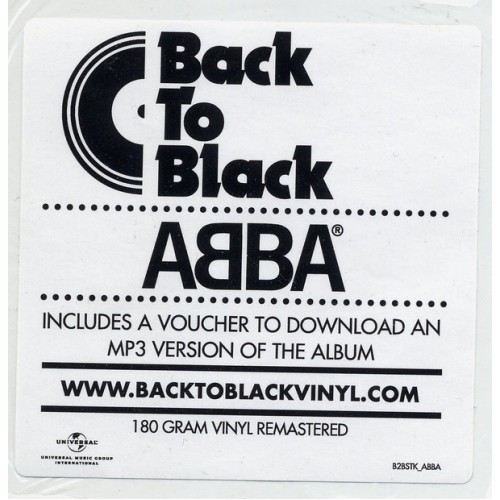 Back
To
Black
ABBA®
INCLUDES A VOUCHER TO DOWNLOAD AN
MP3 VERSION OF THE ALBUM
WWW.BACKTOBLACKVINYL.COM
180 GRAM VINYL REMASTERED
UNIVERSAL
UNIVERSAL MUSIC GROUP
INTERNATIONAL
B2BSTK_ABBA